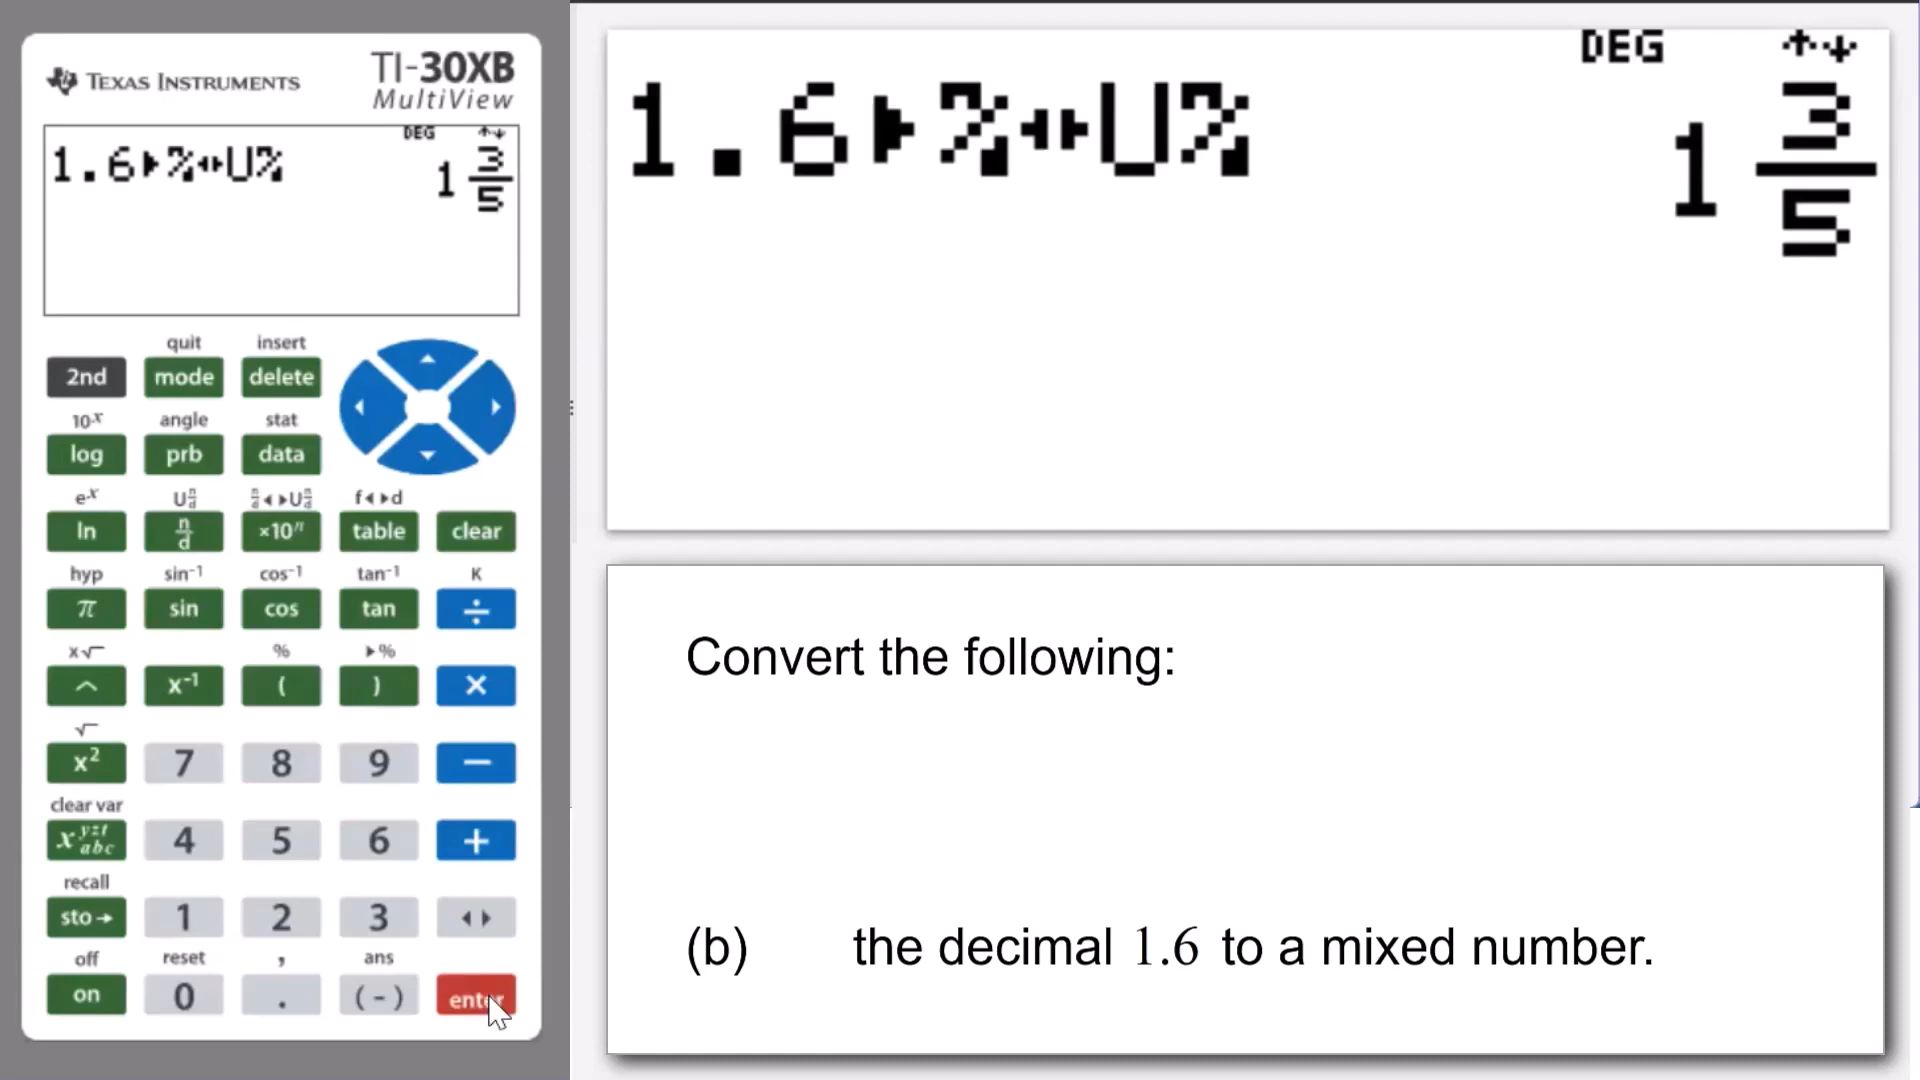 TEXAS INSTRUMENTS
TI-30XB
MultiView
DEG
1.6▶n/d◂▸Un/d 1 3/5
quit insert
2nd mode delete
10ˣ angle stat
log prb data
eˣ Un/d n/d◂▸Un/d f◂▸d
ln n/d ×10ⁿ table clear
hyp sin⁻¹ cos⁻¹ tan⁻¹ K
π sin cos tan ÷
x√ % ▸%
^ x⁻¹ ( ) ×
√
x² 7 8 9 −
clear var
x yzt abc 4 5 6 +
recall
sto→ 1 2 3 ◂ ▸
off reset , ans
on 0 . (-) enter
DEG
1.6▶n/d◂▸Un/d 1 3/5
Convert the following:
(b) the decimal 1.6 to a mixed number.